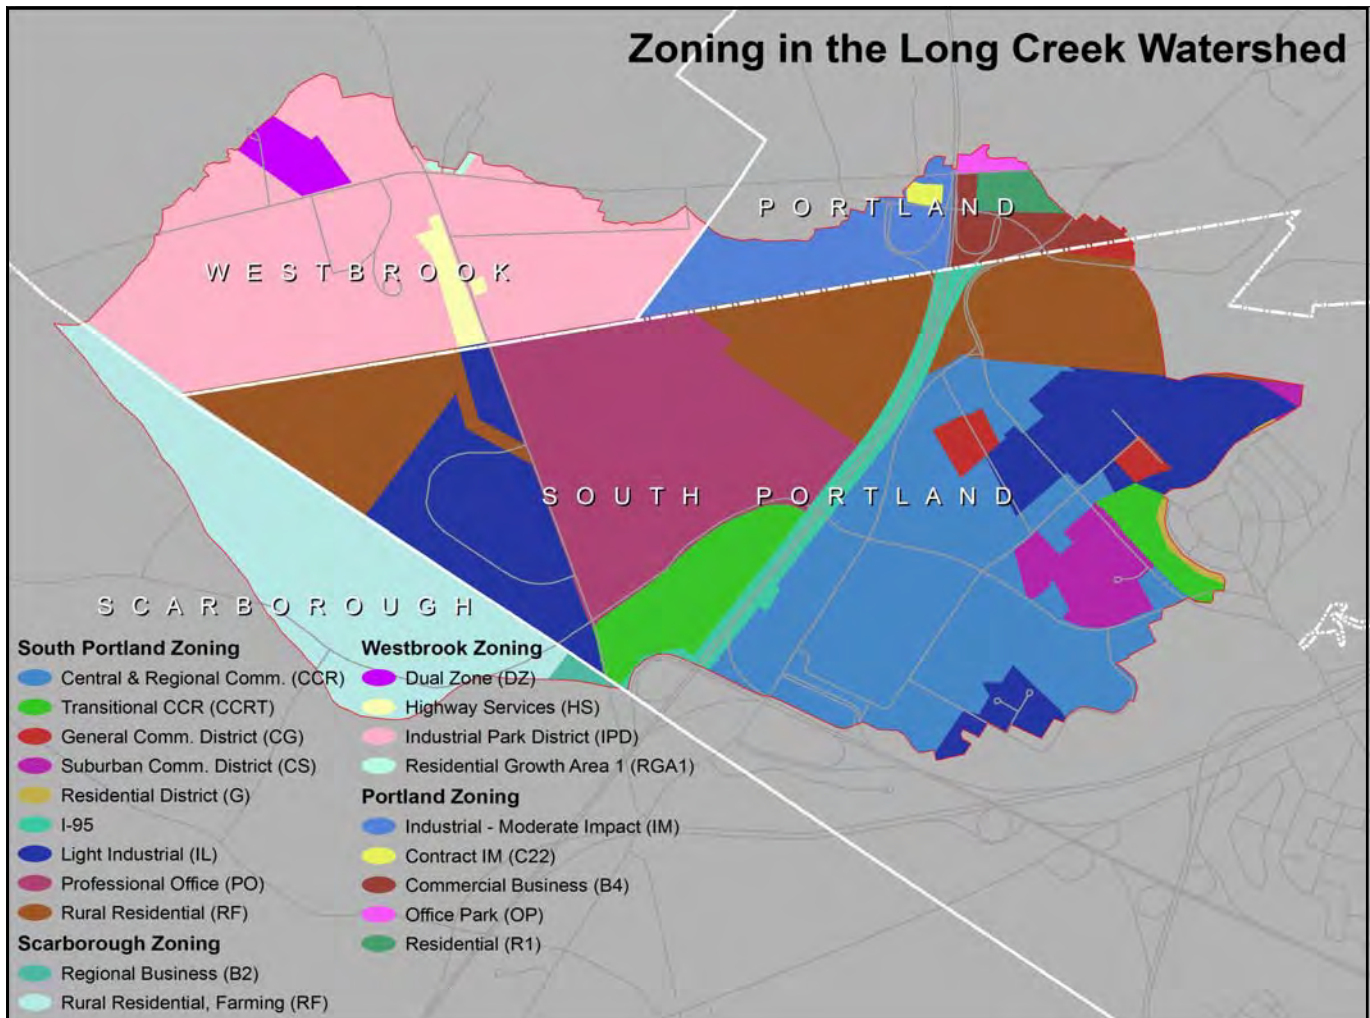 Zoning in the Long Creek Watershed
PORTLAND
WESTBROOK
SOUTH PORTLAND
SCARBOROUGH
South Portland Zoning
Central & Regional Comm. (CCR)
Transitional CCR (CCRT)
General Comm. District (CG)
Suburban Comm. District (CS)
Residential District (G)
I-95
Light Industrial (IL)
Professional Office (PO)
Rural Residential (RF)
Scarborough Zoning
Regional Business (B2)
Rural Residential, Farming (RF)
Westbrook Zoning
Dual Zone (DZ)
Highway Services (HS)
Industrial Park District (IPD)
Residential Growth Area 1 (RGA1)
Portland Zoning
Industrial - Moderate Impact (IM)
Contract IM (C22)
Commercial Business (B4)
Office Park (OP)
Residential (R1)